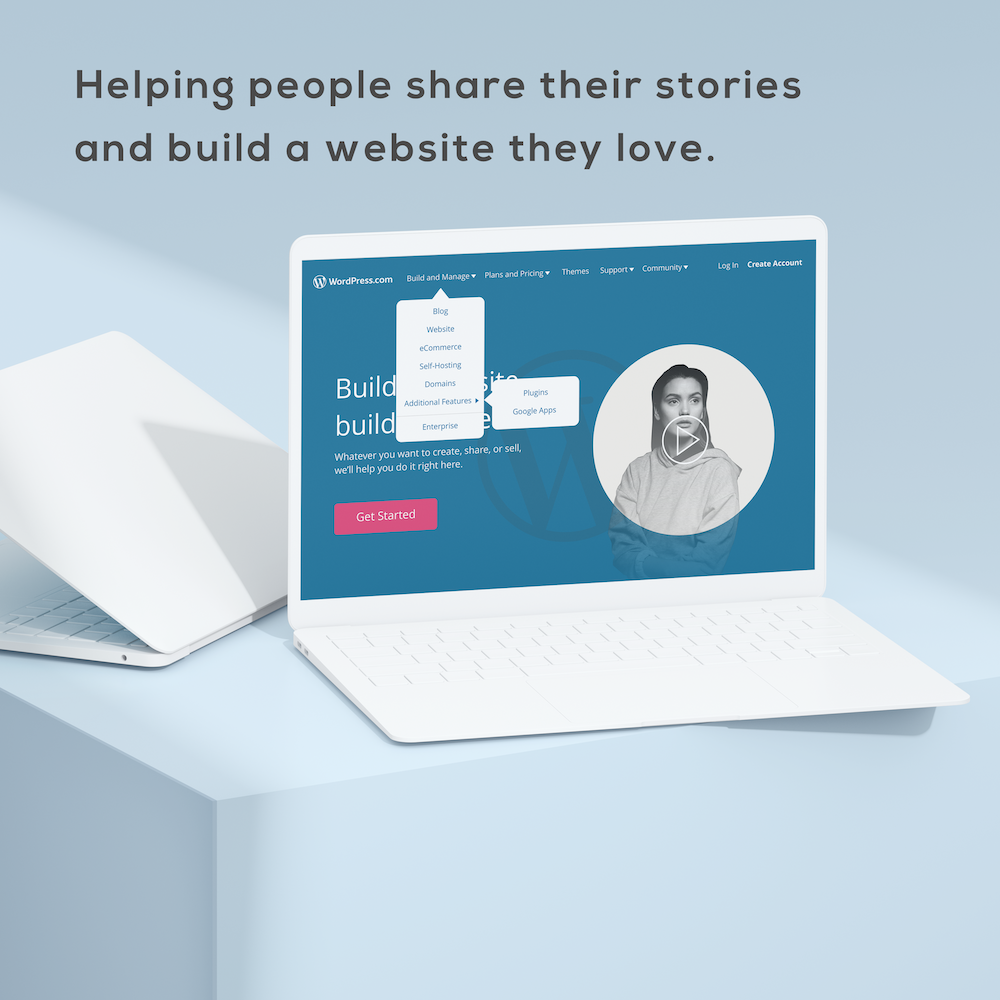 Helping people share their stories
and build a website they love.
WordPress.com Build and Manage Plans and Pricing Themes Support Community Log In Create Account
Blog
Website
eCommerce
Self-Hosting
Domains
Additional Features
Enterprise
Plugins
Google Apps
Build
build
Whatever you want to create, share, or sell,
we'll help you do it right here.
Get Started